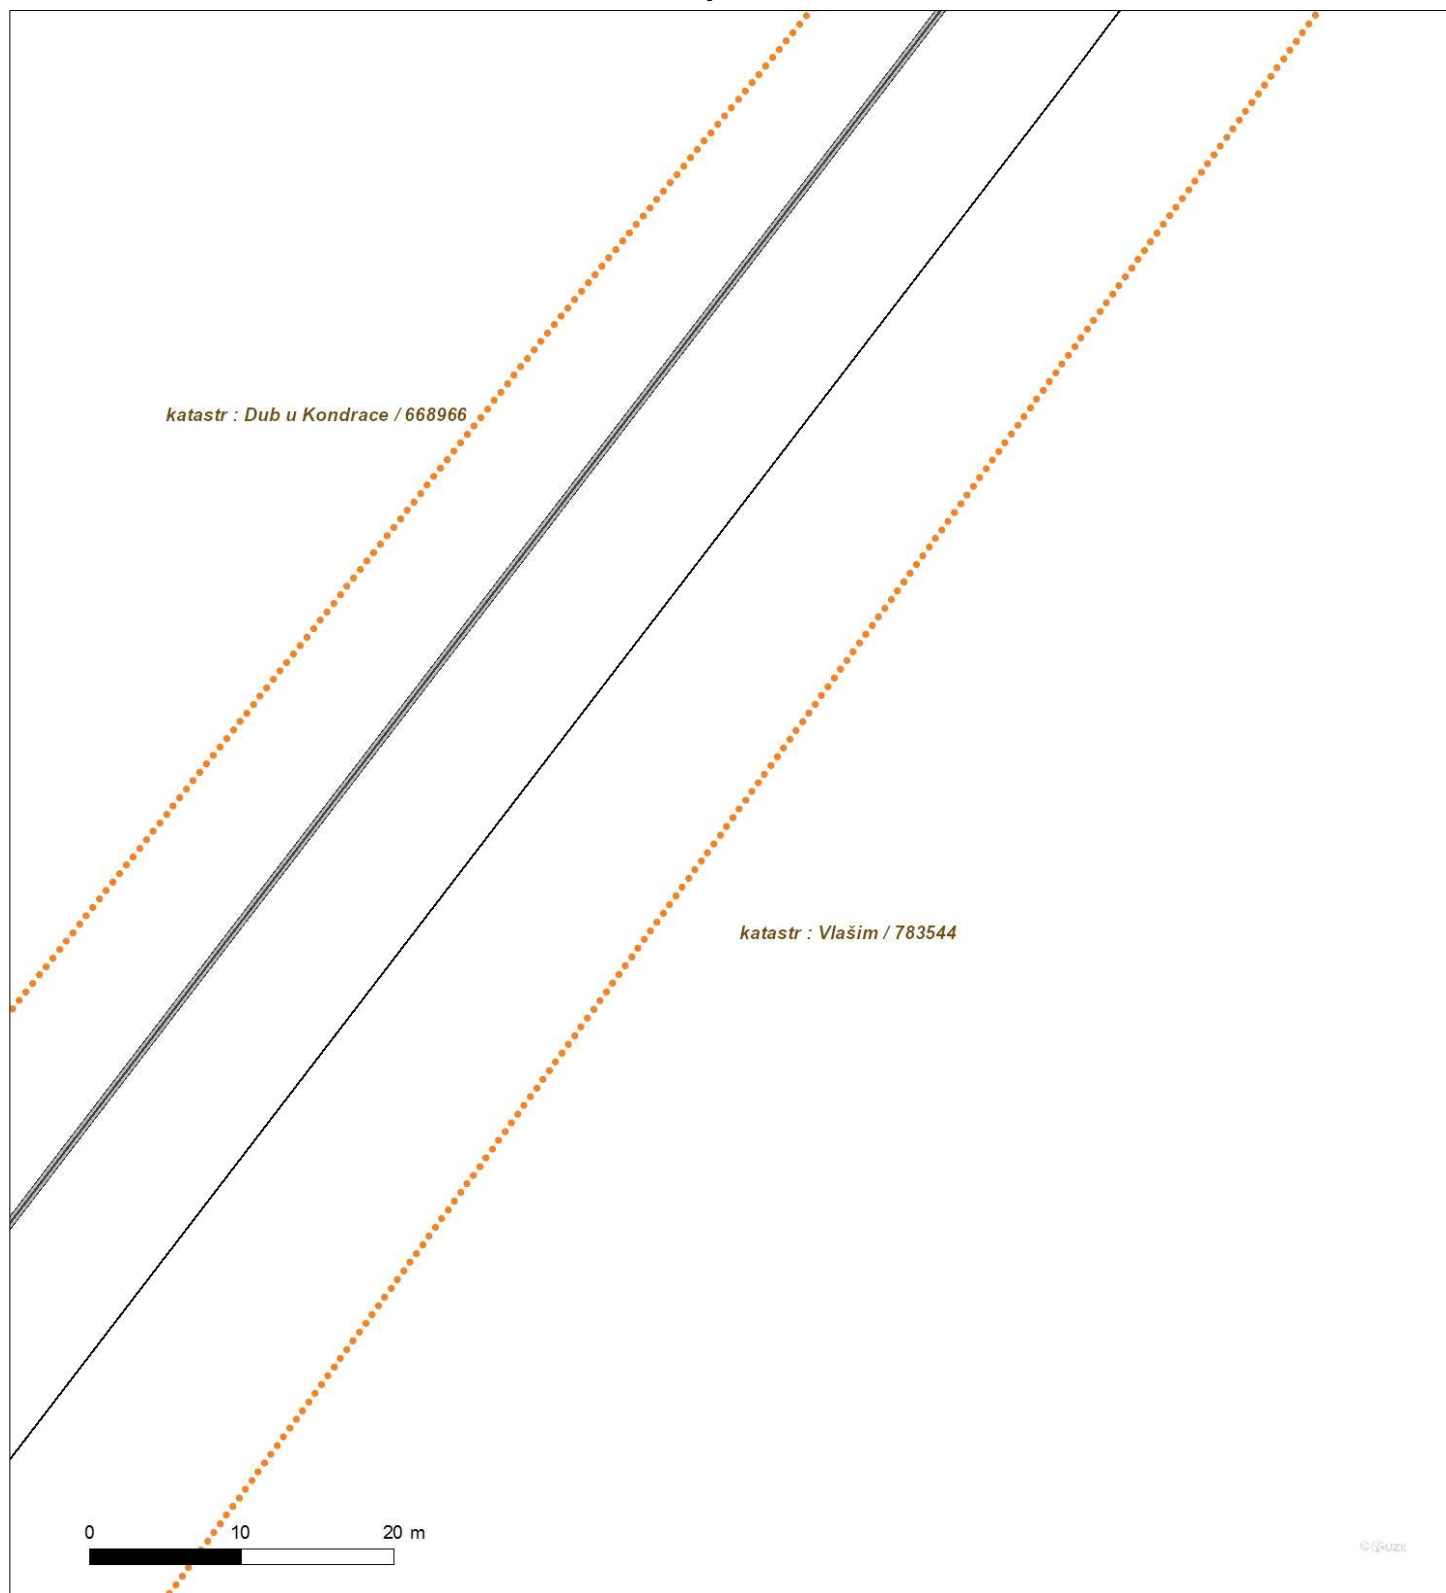 katastr : Dub u Kondrace / 668966
katastr : Vlašim / 783544
0 10 20 m